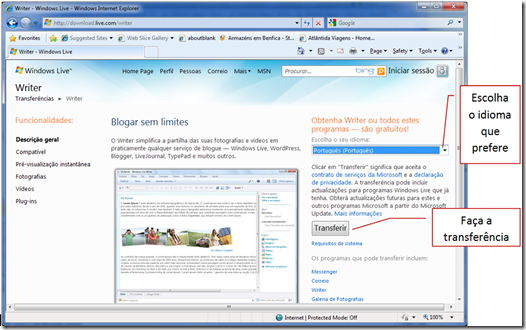 Writer - Windows Live - Windows Internet Explorer
http://download.live.com/writer
Google
Favorites
Suggested Sites
aboutblank
Armazéns em Benfica - St...
Atlântida Viagens - Home...
Writer - Windows Live
Page
Safety
Tools
Windows Live™
Home Page
Perfil
Pessoas
Correio
Mais
MSN
Procurar...
bing
Iniciar sessão
Writer
Transferências
Writer
Funcionalidades:
Descrição geral
Compatível
Pré-visualização instantânea
Fotografias
Vídeos
Plug-ins
Blogar sem limites
O Writer simplifica a partilha das suas fotografias e vídeos em
praticamente qualquer serviço de blogue — Windows Live, WordPress,
Blogger, LiveJournal, TypePad e muitos outros.
Obtenha Writer ou todos estes
programas — são gratuitos!
Escolha o seu idioma:
Português (Português)
Clicar em "Transferir" significa que aceita o
contrato de serviços da Microsoft e a declaração
de privacidade. A transferência pode incluir
actualizações para programas Windows Live que já
tenha. Obterá actualizações futuras para estes e
outros programas Microsoft a partir do Microsoft
Update. Mais informações
Transferir
Requisitos de sistema
Os programas que pode transferir incluem:
Messenger
Correio
Writer
Galeria de Fotografias
Internet | Protected Mode: Off
100%
Escolha
o idioma
que
prefere
Faça a
transferência